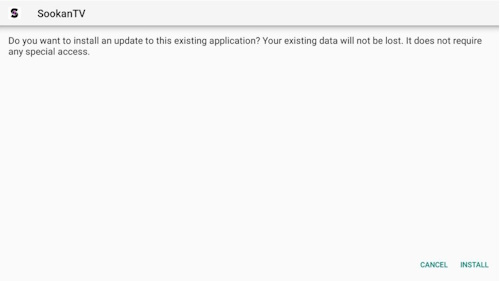 SookanTV
Do you want to install an update to this existing application? Your existing data will not be lost. It does not require
any special access.
CANCEL INSTALL